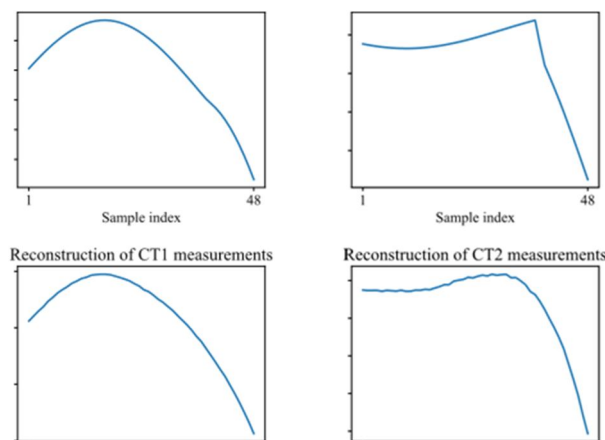 1
48
Sample index
1
48
Sample index
Reconstruction of CT1 measurements
Reconstruction of CT2 measurements